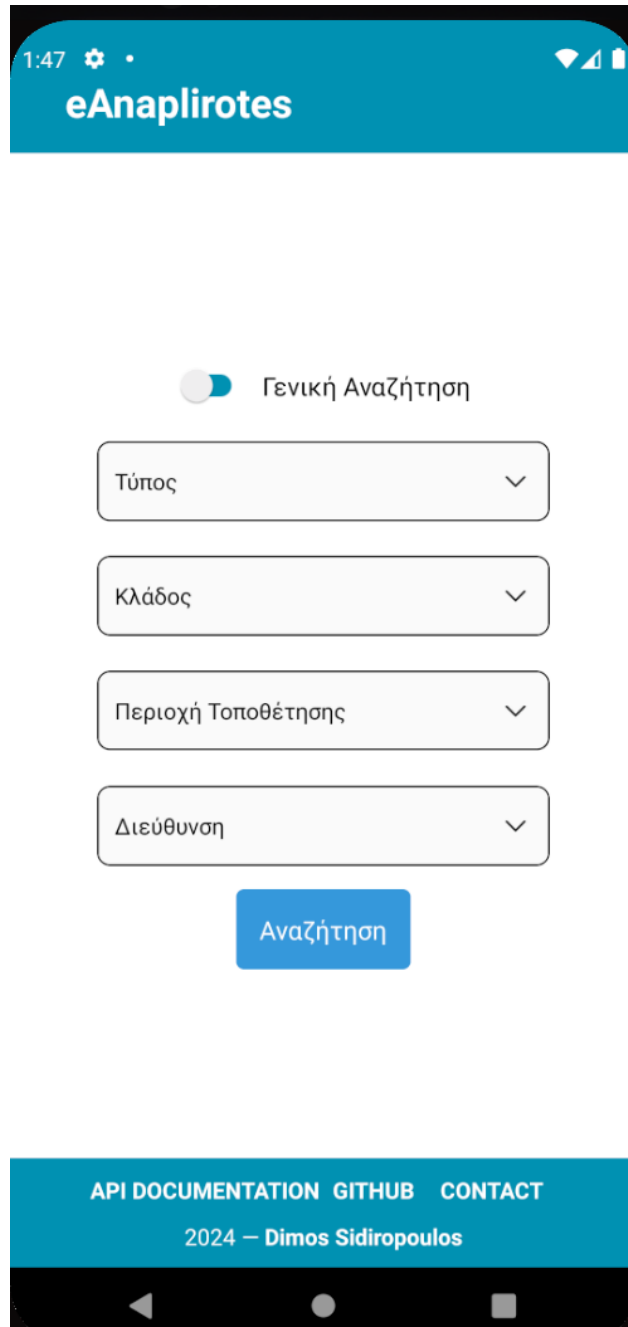 1:47
eAnaplirotes
Γενική Αναζήτηση
Τύπος
Κλάδος
Περιοχή Τοποθέτησης
Διεύθυνση
Αναζήτηση
API DOCUMENTATION GITHUB CONTACT
2024 — Dimos Sidiropoulos